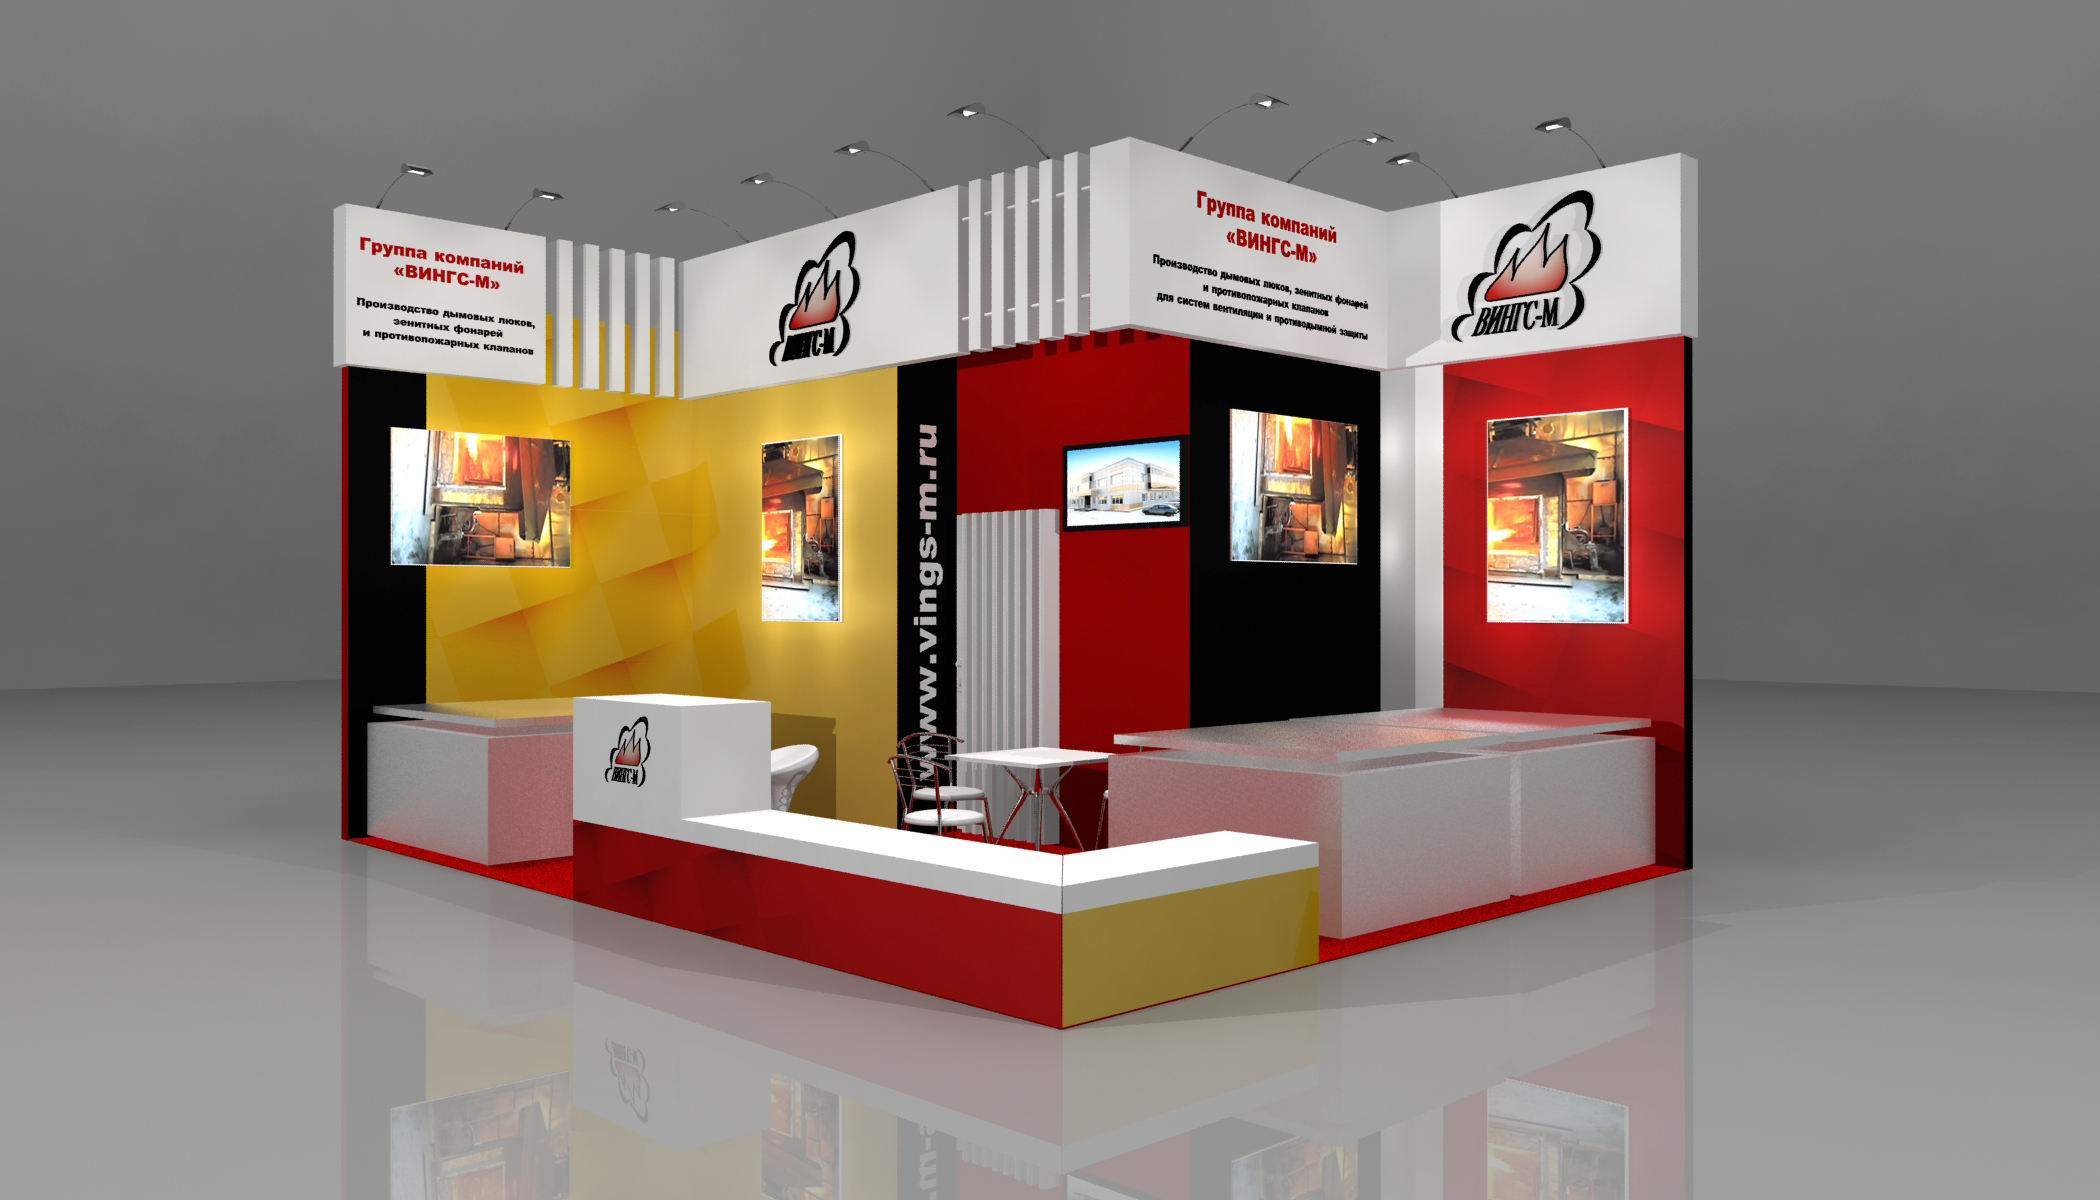 Группа компаний
«ВИНГС-М»
Производство дымовых люков,
зенитных фонарей
и противопожарных клапанов
ВИНГС-М
Группа компаний
«ВИНГС-М»
Производство дымовых люков, зенитных фонарей
и противопожарных клапанов
для систем вентиляции и противодымной защиты
ВИНГС-М
www.vings-m.ru
ВИНГС-М